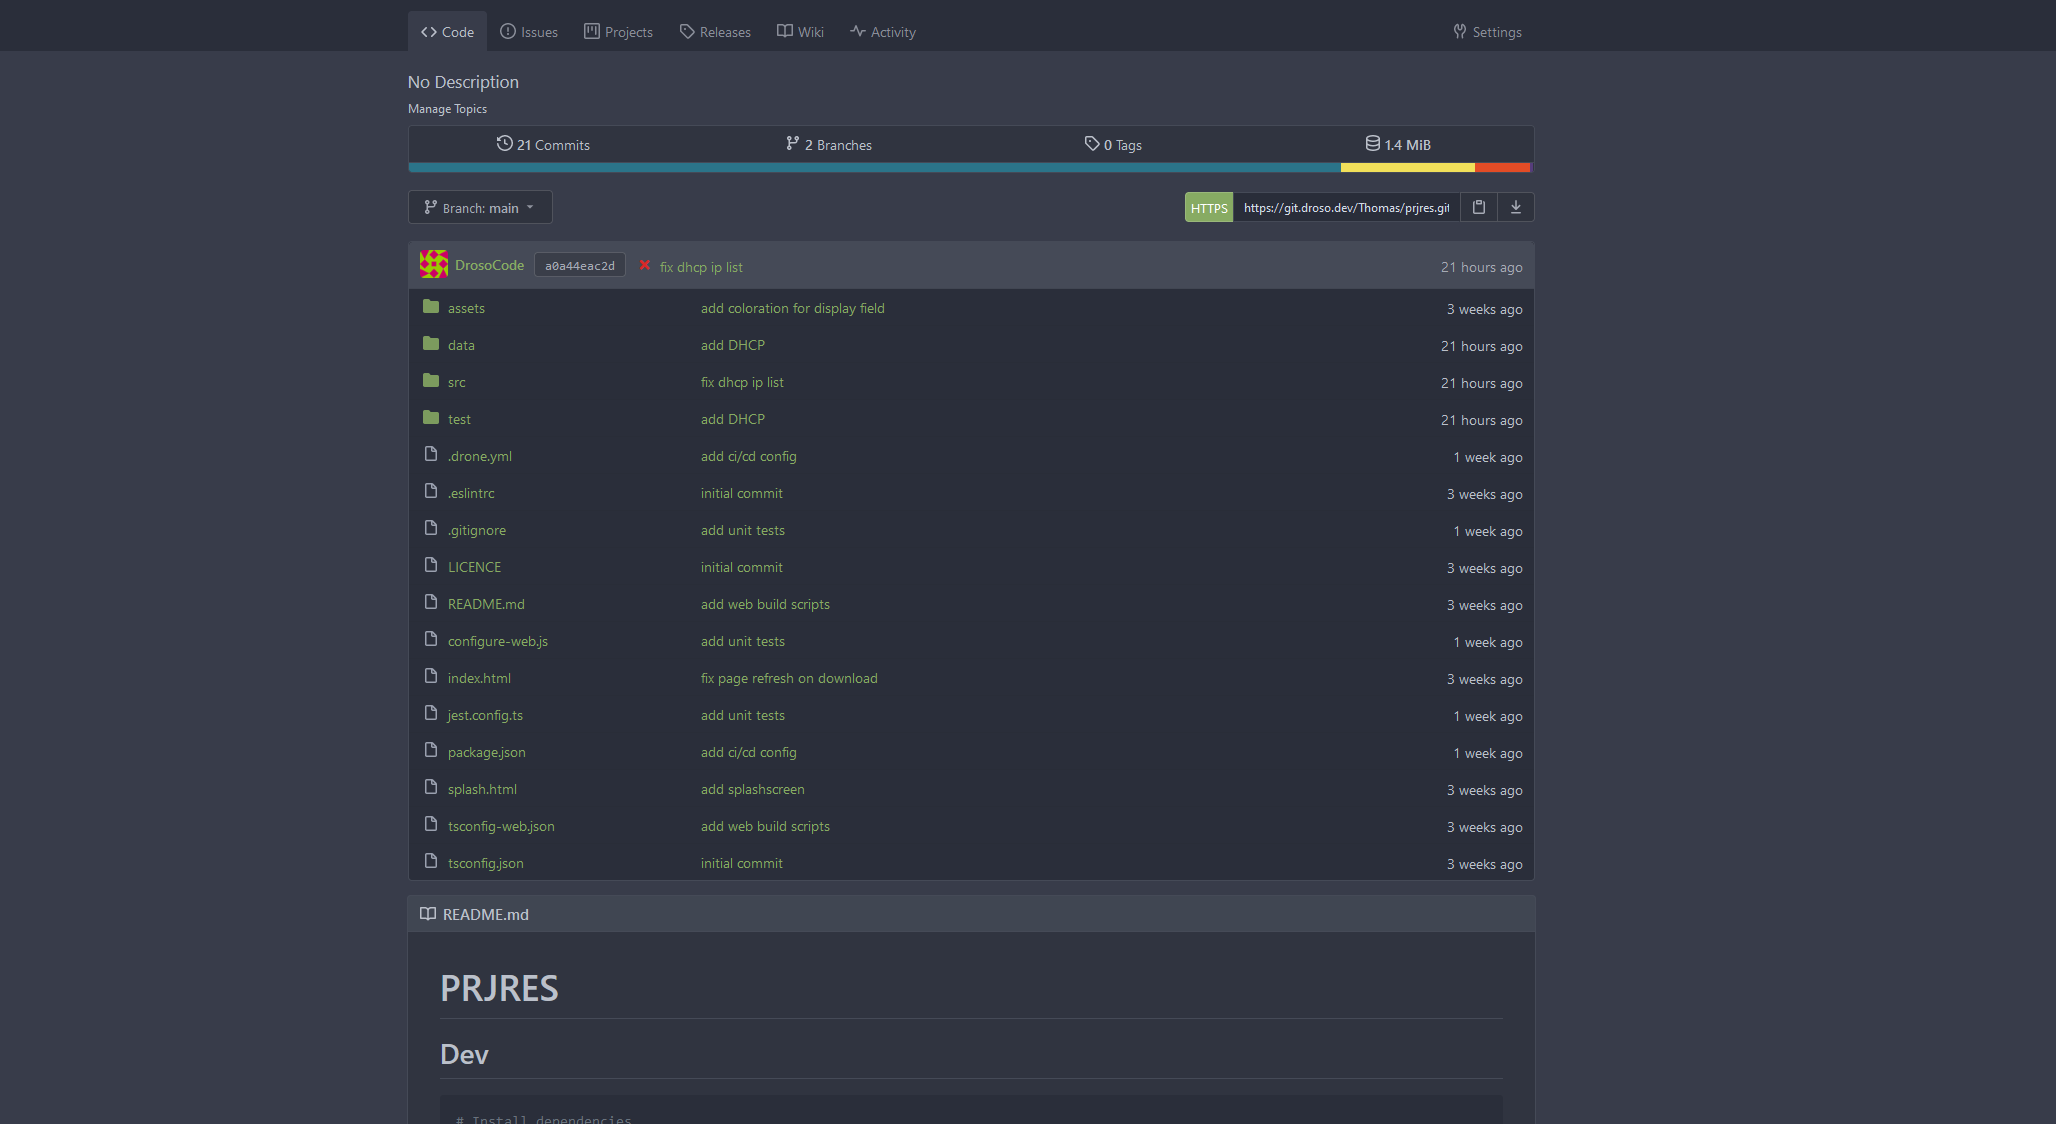 Code Issues Projects Releases Wiki Activity Settings
No Description
Manage Topics
21 Commits 2 Branches 0 Tags 1.4 MiB
Branch: main HTTPS https://git.droso.dev/Thomas/prjres.git
DrosoCode a0a44eac2d fix dhcp ip list 21 hours ago
assets add coloration for display field 3 weeks ago
data add DHCP 21 hours ago
src fix dhcp ip list 21 hours ago
test add DHCP 21 hours ago
.drone.yml add ci/cd config 1 week ago
.eslintrc initial commit 3 weeks ago
.gitignore add unit tests 1 week ago
LICENCE initial commit 3 weeks ago
README.md add web build scripts 3 weeks ago
configure-web.js add unit tests 1 week ago
index.html fix page refresh on download 3 weeks ago
jest.config.ts add unit tests 1 week ago
package.json add ci/cd config 1 week ago
splash.html add splashscreen 3 weeks ago
tsconfig-web.json add web build scripts 3 weeks ago
tsconfig.json initial commit 3 weeks ago
README.md
PRJRES
Dev
# Install dependencies